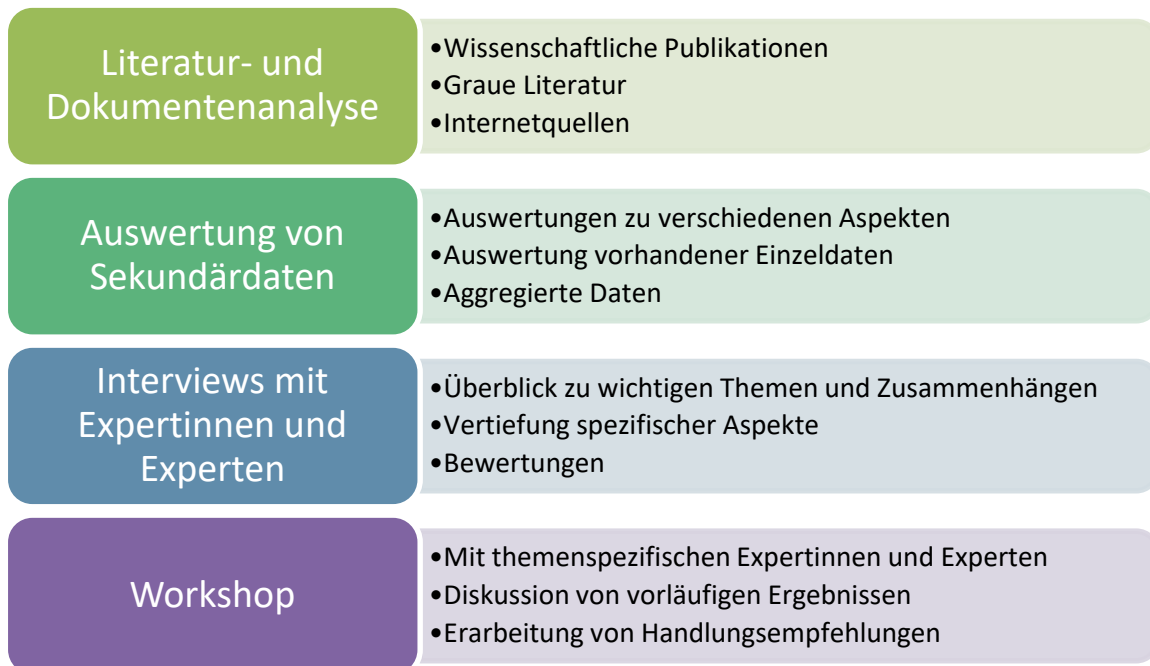 Literatur- und
Dokumentenanalyse
•Wissenschaftliche Publikationen
•Graue Literatur
•Internetquellen
Auswertung von
Sekundärdaten
•Auswertungen zu verschiedenen Aspekten
•Auswertung vorhandener Einzeldaten
•Aggregierte Daten
Interviews mit
Expertinnen und
Experten
•Überblick zu wichtigen Themen und Zusammenhängen
•Vertiefung spezifischer Aspekte
•Bewertungen
Workshop
•Mit themenspezifischen Expertinnen und Experten
•Diskussion von vorläufigen Ergebnissen
•Erarbeitung von Handlungsempfehlungen